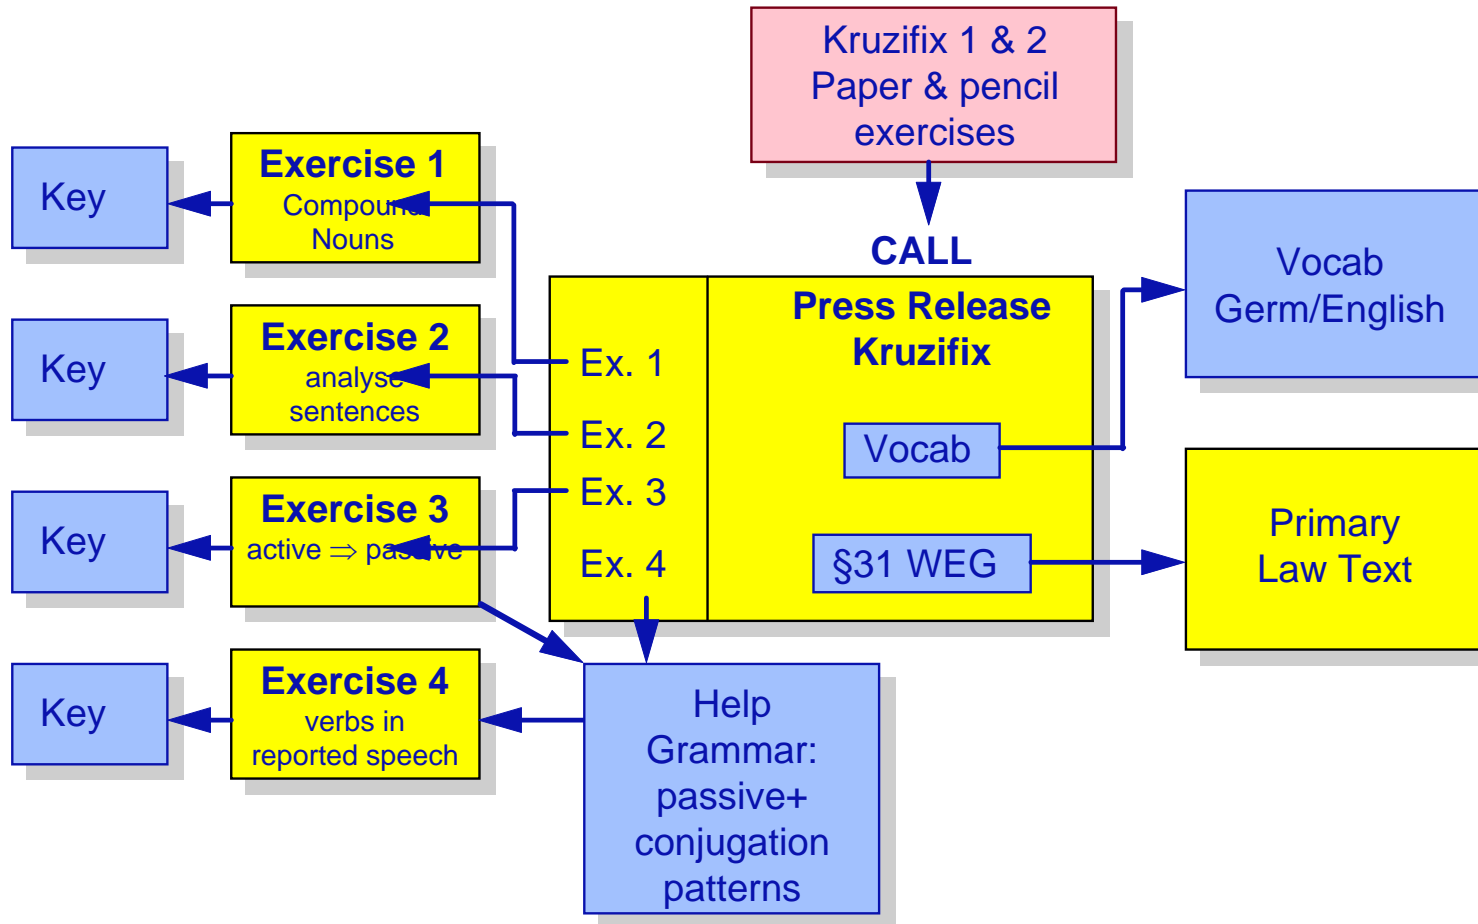 Kruzifix 1 & 2
Paper & pencil
exercises
Key
Exercise 1
Compound
Nouns
CALL
Press Release
Kruzifix
Vocab
Germ/English
Key
Exercise 2
analyse
sentences
Ex. 1
Ex. 2
Ex. 3
Ex. 4
Vocab
§31 WEG
Key
Exercise 3
active ⇒ passive
Primary
Law Text
Key
Exercise 4
verbs in
reported speech
Help
Grammar:
passive+
conjugation
patterns